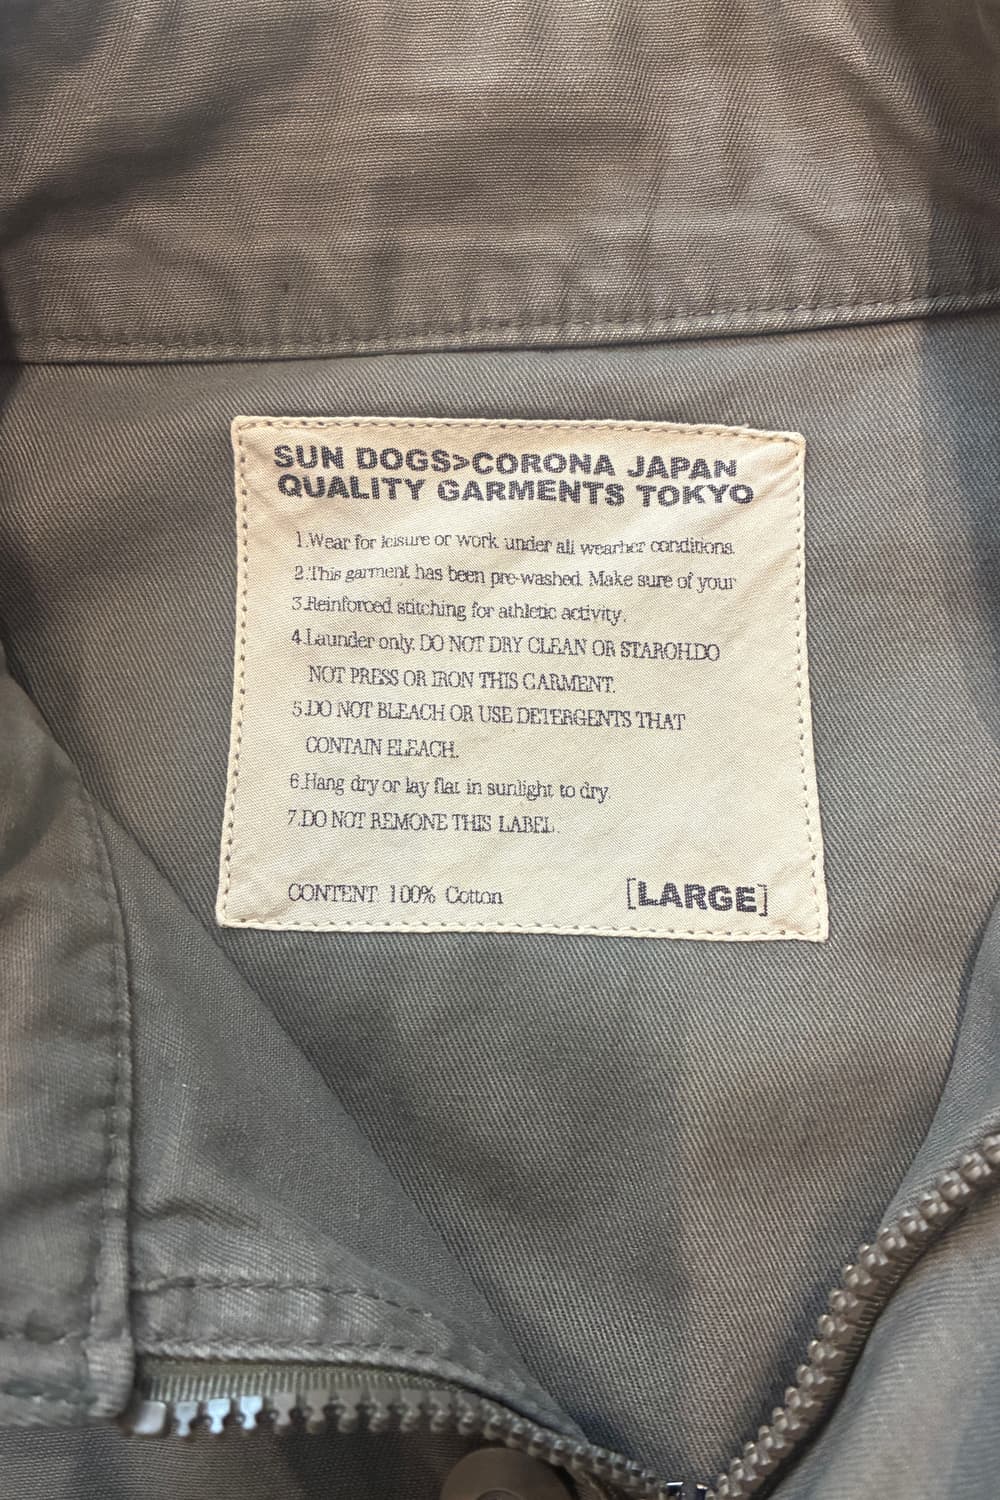 SUN DOGS>CORONA JAPAN
QUALITY GARMENTS TOKYO
1.Wear for leisure or work under all wearher conditions.
2.This garment has been pre-washed. Make sure of your
3.Reinforced stitching for athletic activity.
4.Launder only. DO NOT DRY CLEAN OR STAROH.DO
NOT PRESS OR IRON THIS GARMENT.
5.DO NOT BLEACH OR USE DETERGENTS THAT
CONTAIN BLEACH.
6.Hang dry or lay flat in sunlight to dry.
7.DO NOT REMONE THIS LABEL.
CONTENT: 100% Cotton
[LARGE]